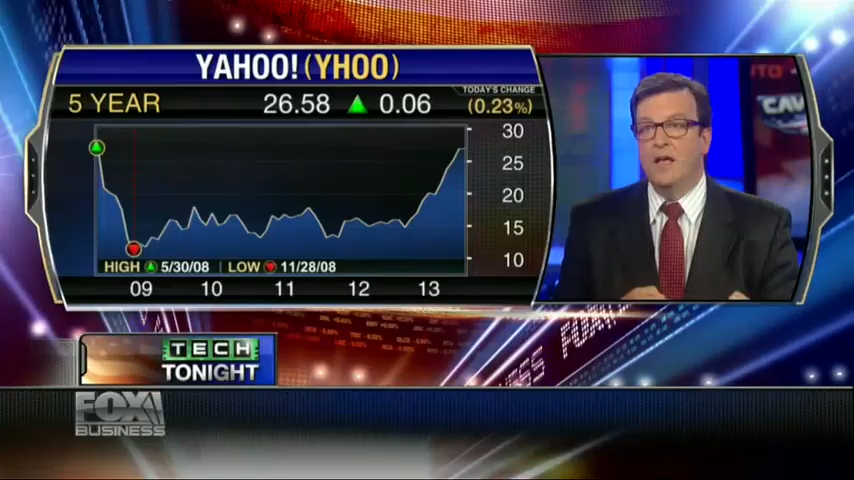 YAHOO! (YHOO)
5 YEAR 26.58 0.06 TODAY'S CHANGE (0.23%)
30
25
20
15
10
HIGH 5/30/08 | LOW 11/28/08
09 10 11 12 13
CAV
TECH
TONIGHT
FOX
BUSINESS